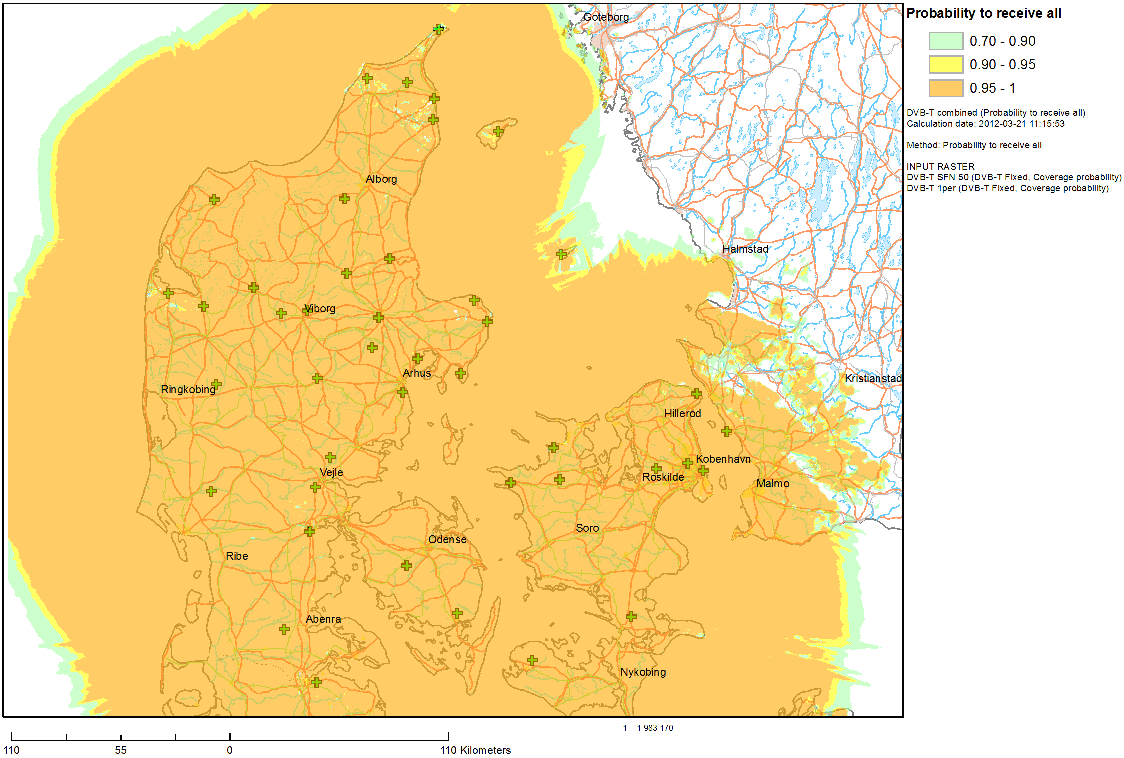 Goteborg
Alborg
Halmstad
Viborg
Arhus
Ringkobing
Kristianstad
Hillerod
Kobenhavn
Roskilde
Malmo
Vejle
Soro
Odense
Ribe
Abenra
Nykobing
Probability to receive all
0.70 - 0.90
0.90 - 0.95
0.95 - 1
DVB-T combined (Probability to receive all)
Calculation date: 2012-03-21 11:15:53
Method: Probability to receive all
INPUT RASTER
DVB-T SFN 50 (DVB-T Fixed, Coverage probability)
DVB-T 1per (DVB-T Fixed, Coverage probability)
1 1 983 170
110 55 0 110 Kilometers